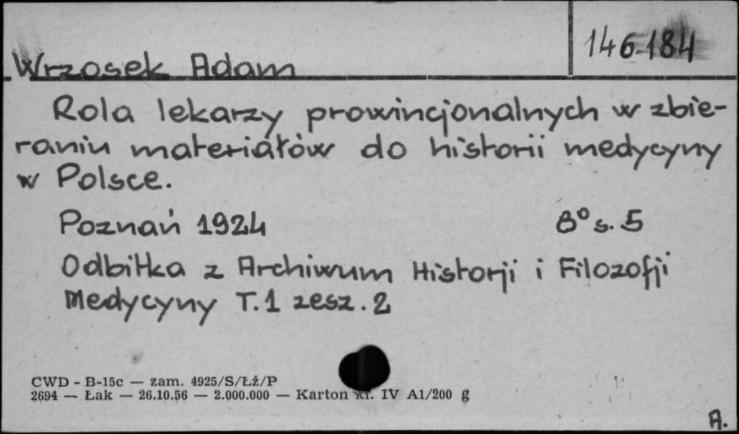 146.184
Wrzosek Adam
Rola lekarzy prowincjonalnych w zbie-
raniu materiałów do historii medycyny
w Polsce.
Poznań 1924 8° s. 5
Odbitka z Archiwum Historji i Filozofji
Medycyny T.1 zesz. 2
CWD - B-15c — zam. 4925/S/Łź/P
2694 — Łak — 26.10.56 — 2.000.000 — Karton kl. IV A1/200 g
A.